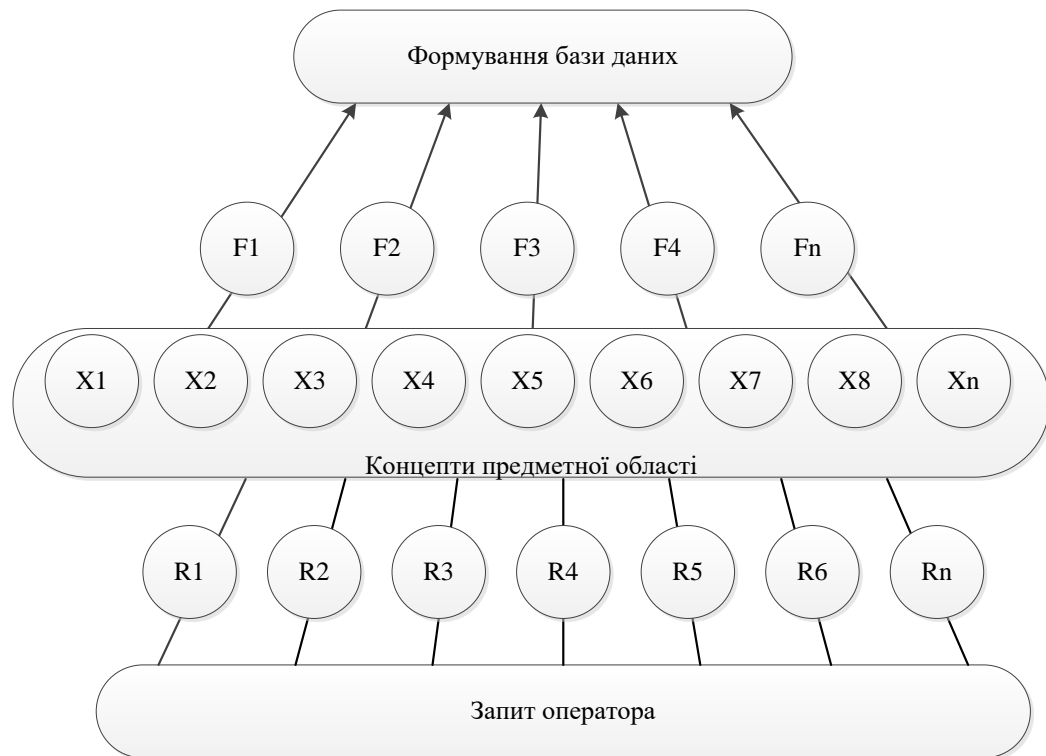 Формування бази даних
F1 F2 F3 F4 Fn
X1 X2 X3 X4 X5 X6 X7 X8 Xn
Концепти предметної області
R1 R2 R3 R4 R5 R6 Rn
Запит оператора